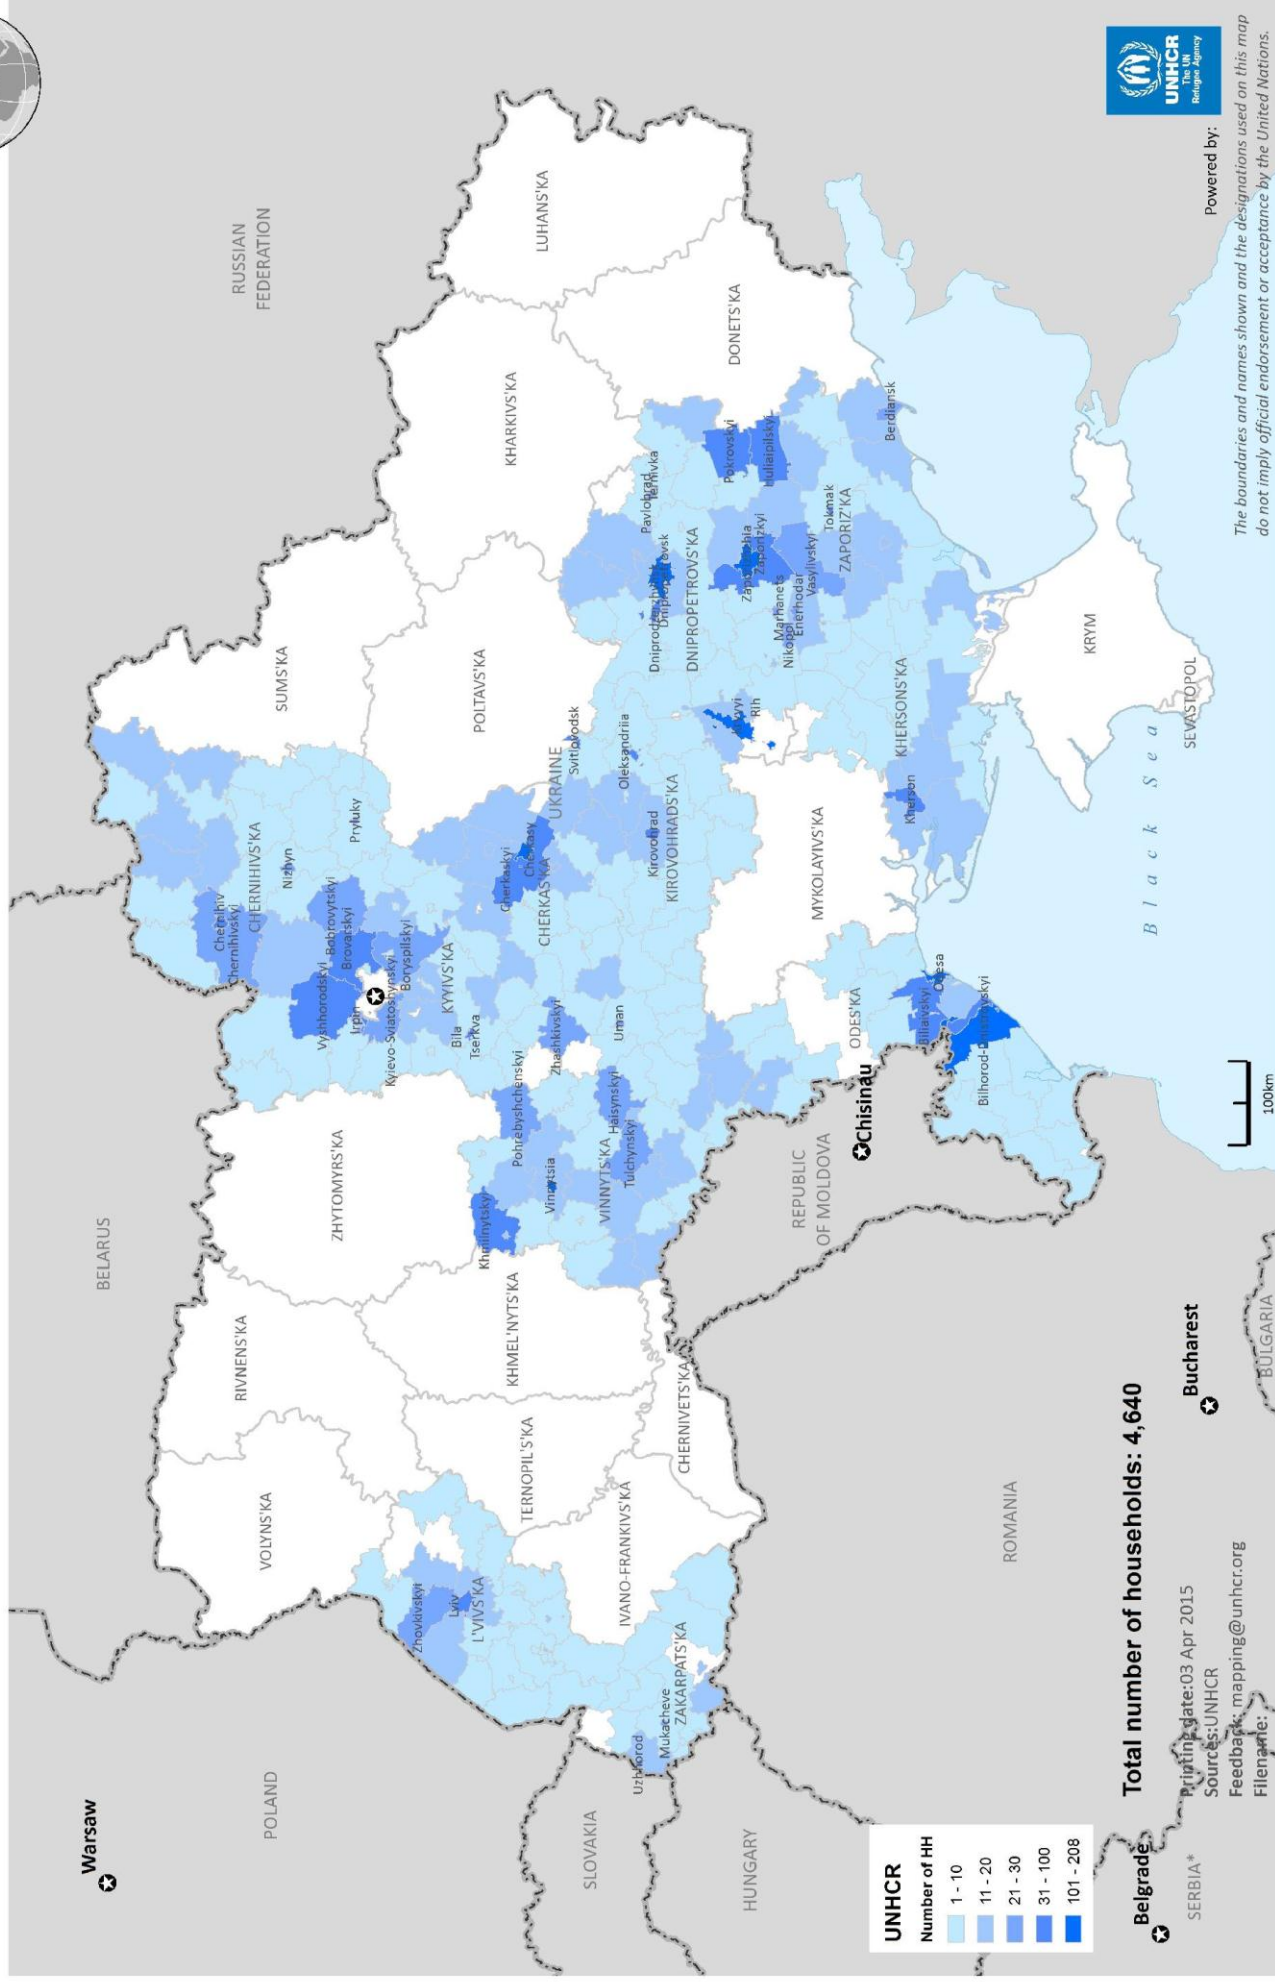 RUSSIAN
FEDERATION
BELARUS
POLAND
Warsaw
SLOVAKIA
HUNGARY
ROMANIA
REPUBLIC
OF MOLDOVA
Chisinau
Bucharest
BULGARIA
Belgrade
SERBIA*
UKRAINE
VOLYNS'KA
RIVNENS'KA
ZHYTOMYRS'KA
CHERNIHIVS'KA
SUMS'KA
L'VIVS'KA
TERNOPIL'S'KA
KHMEL'NYTS'KA
KYYIVS'KA
POLTAVS'KA
KHARKIVS'KA
LUHANS'KA
IVANO-FRANKIVS'KA
ZAKARPATS'KA
CHERNIVETS'KA
VINNYTS'KA
CHERKAS'KA
KIROVOHRADS'KA
DNIPROPETROVS'KA
DONETS'KA
ODES'KA
MYKOLAYIVS'KA
KHERSONS'KA
ZAPORIZ'KA
KRYM
SEVASTOPOL
Black Sea
Chernihiv
Chernihivskyi
Nizhyn
Pryluky
Bobrovytskyi
Brovarskyi
Vyshhorodskyi
Irpin
Kyievo-Sviatoshynskyi
Boryspilskyi
Bila
Tserkva
Zhovkivskyi
Lviv
Uzhhorod
Mukacheve
Khmilnytskyi
Pohrebyshchenskyi
Vinnytsia
Zhashkivskyi
Uman
Haisynskyi
Tulchynskyi
Cherkaskyi
Cherkasy
Svitlovodsk
Oleksandriia
Kirovohrad
Pavlohrad
Ternivka
Dniprodzerzhynsk
Dnipropetrovsk
Pokrovskyi
Huliaipilskyi
Zaporizhzhia
Zaporizkyi
Vasylivskyi
Tokmak
Marhanets
Enerhodar
Nikopol
Kryvyi
Rih
Berdiansk
Kherson
Odesa
Biliaivskyi
Bilhorod-Dnistrovskyi
UNHCR
Number of HH
1 - 10
11 - 20
21 - 30
31 - 100
101 - 208
Total number of households: 4,640
Printing date:03 Apr 2015
Sources:UNHCR
Feedback: mapping@unhcr.org
Filename:
100km
Powered by:
UNHCR
The UN
Refugee Agency
The boundaries and names shown and the designations used on this map
do not imply official endorsement or acceptance by the United Nations.